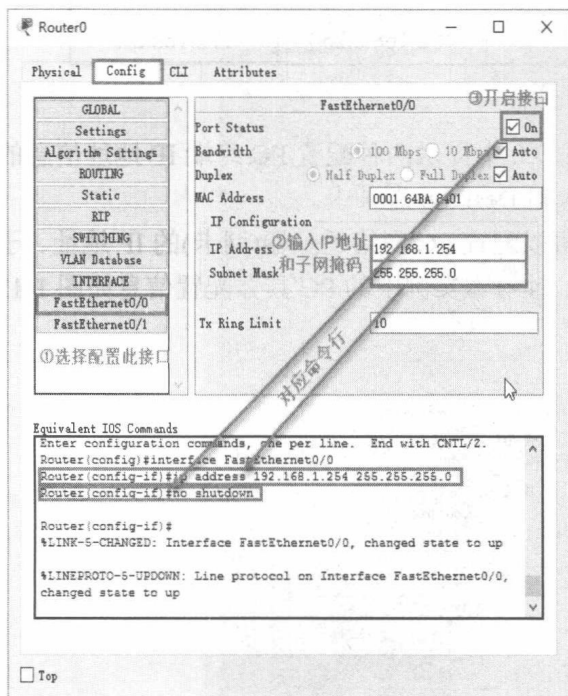 Router0
Physical Config CLI Attributes
GLOBAL
Settings
Algorithm Settings
ROUTING
Static
RIP
SWITCHING
VLAN Database
INTERFACE
FastEthernet0/0
FastEthernet0/1
①选择配置此接口
FastEthernet0/0
③开启接口
Port Status On
Bandwidth 100 Mbps 10 Mbps Auto
Duplex Half Duplex Full Duplex Auto
MAC Address 0001.64BA.8401
IP Configuration
②输入IP地址
和子网掩码
IP Address 192.168.1.254
Subnet Mask 255.255.255.0
Tx Ring Limit 10
对应命令行
Equivalent IOS Commands
Enter configuration commands, one per line. End with CNTL/Z.
Router(config)#interface FastEthernet0/0
Router(config-if)#ip address 192.168.1.254 255.255.255.0
Router(config-if)#no shutdown
Router(config-if)#
%LINK-5-CHANGED: Interface FastEthernet0/0, changed state to up
%LINEPROTO-5-UPDOWN: Line protocol on Interface FastEthernet0/0,
changed state to up
Top